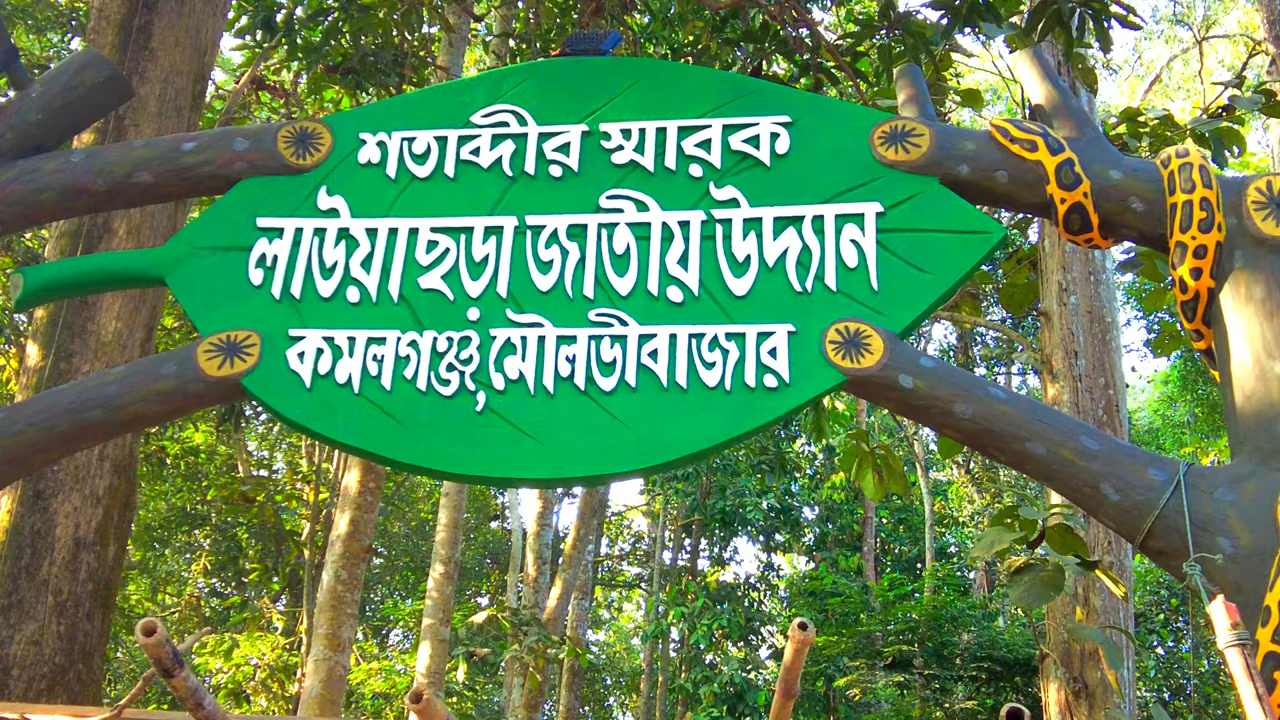 শতাব্দীর স্মারক
লাউয়াছড়া জাতীয় উদ্যান
কমলগঞ্জ, মৌলভীবাজার